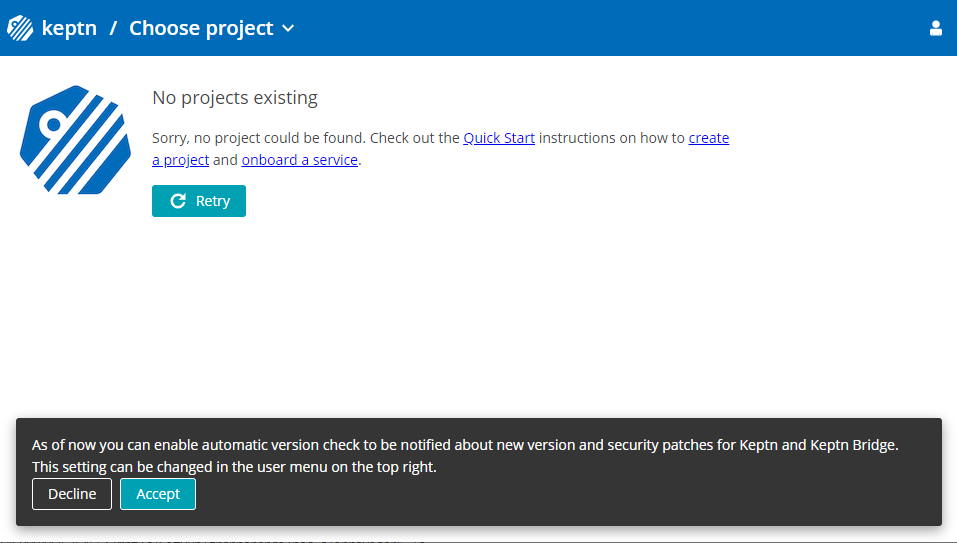 keptn / Choose project
No projects existing
Sorry, no project could be found. Check out the Quick Start instructions on how to create
a project and onboard a service.
Retry
As of now you can enable automatic version check to be notified about new version and security patches for Keptn and Keptn Bridge.
This setting can be changed in the user menu on the top right.
Decline Accept